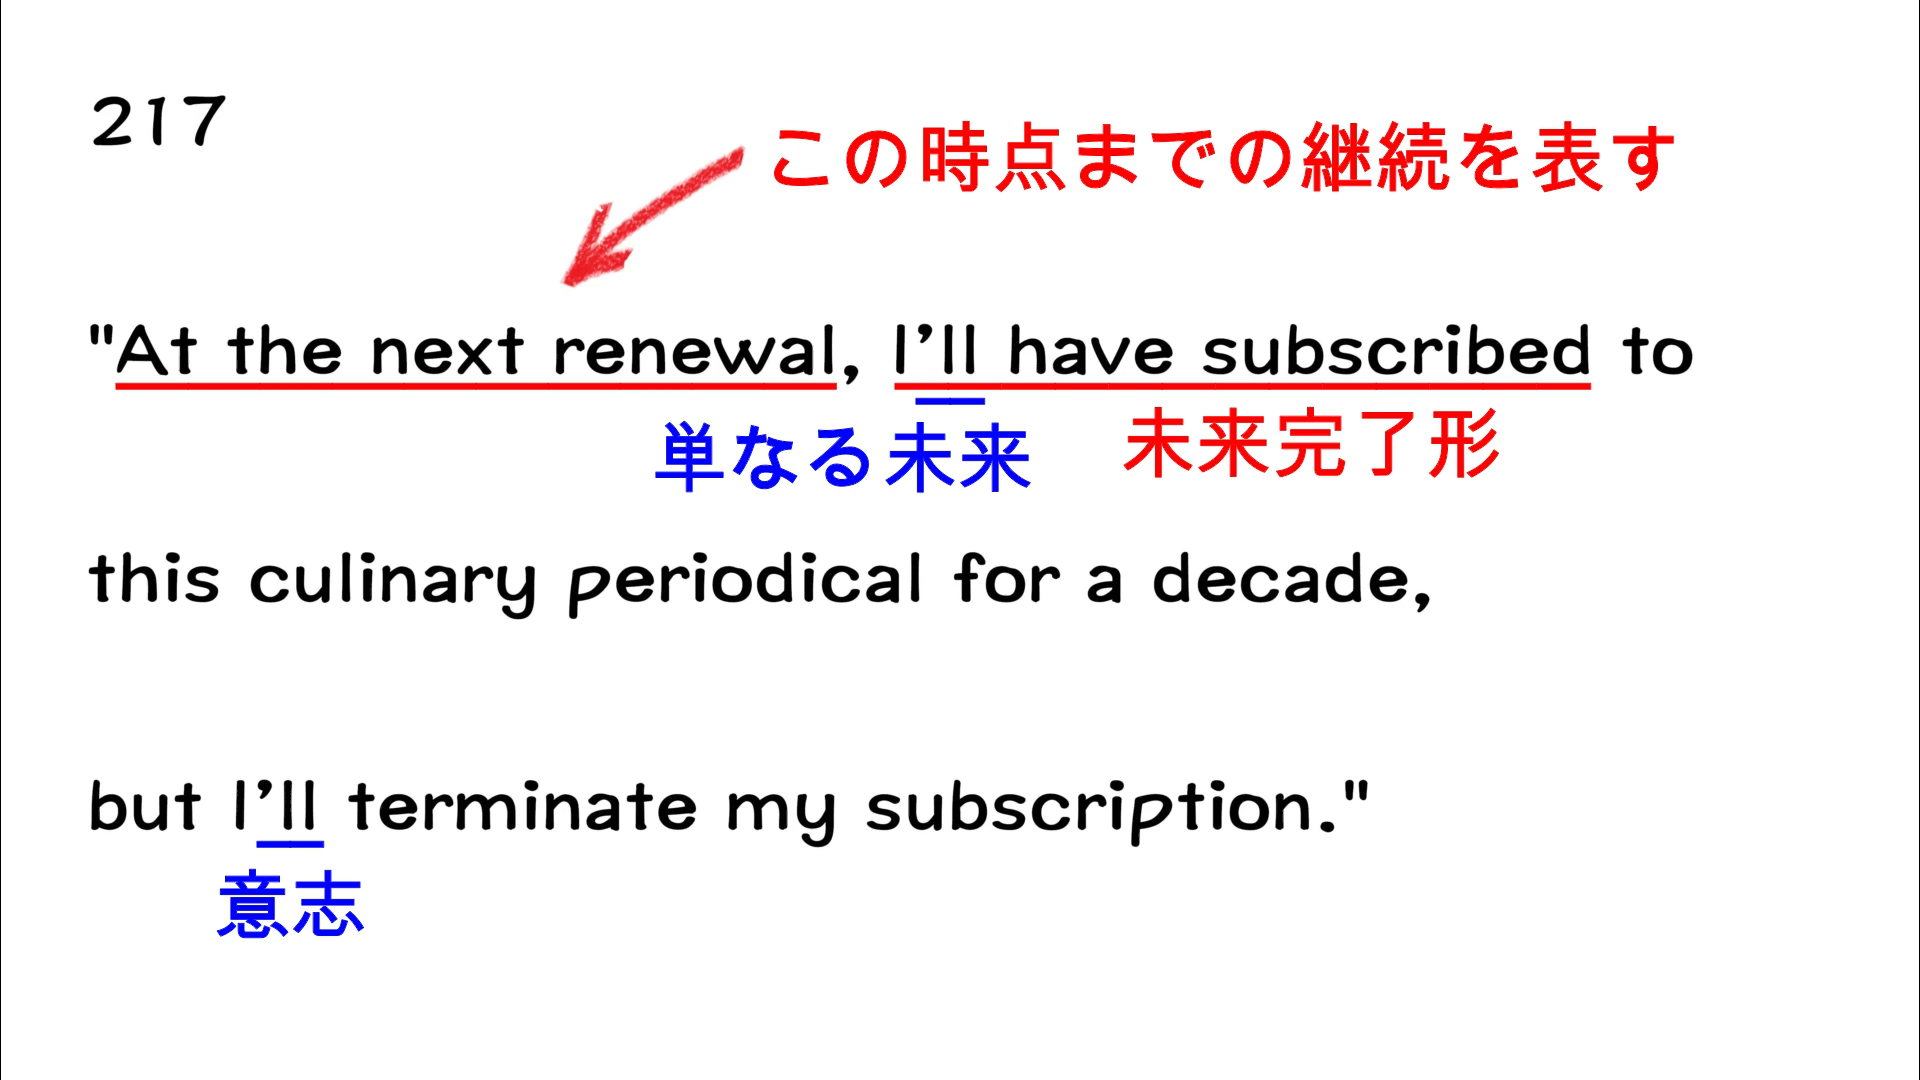 217
この時点までの継続を表す
"At the next renewal, I’ll have subscribed to
単なる未来 未来完了形
this culinary periodical for a decade,
but I’ll terminate my subscription."
意志